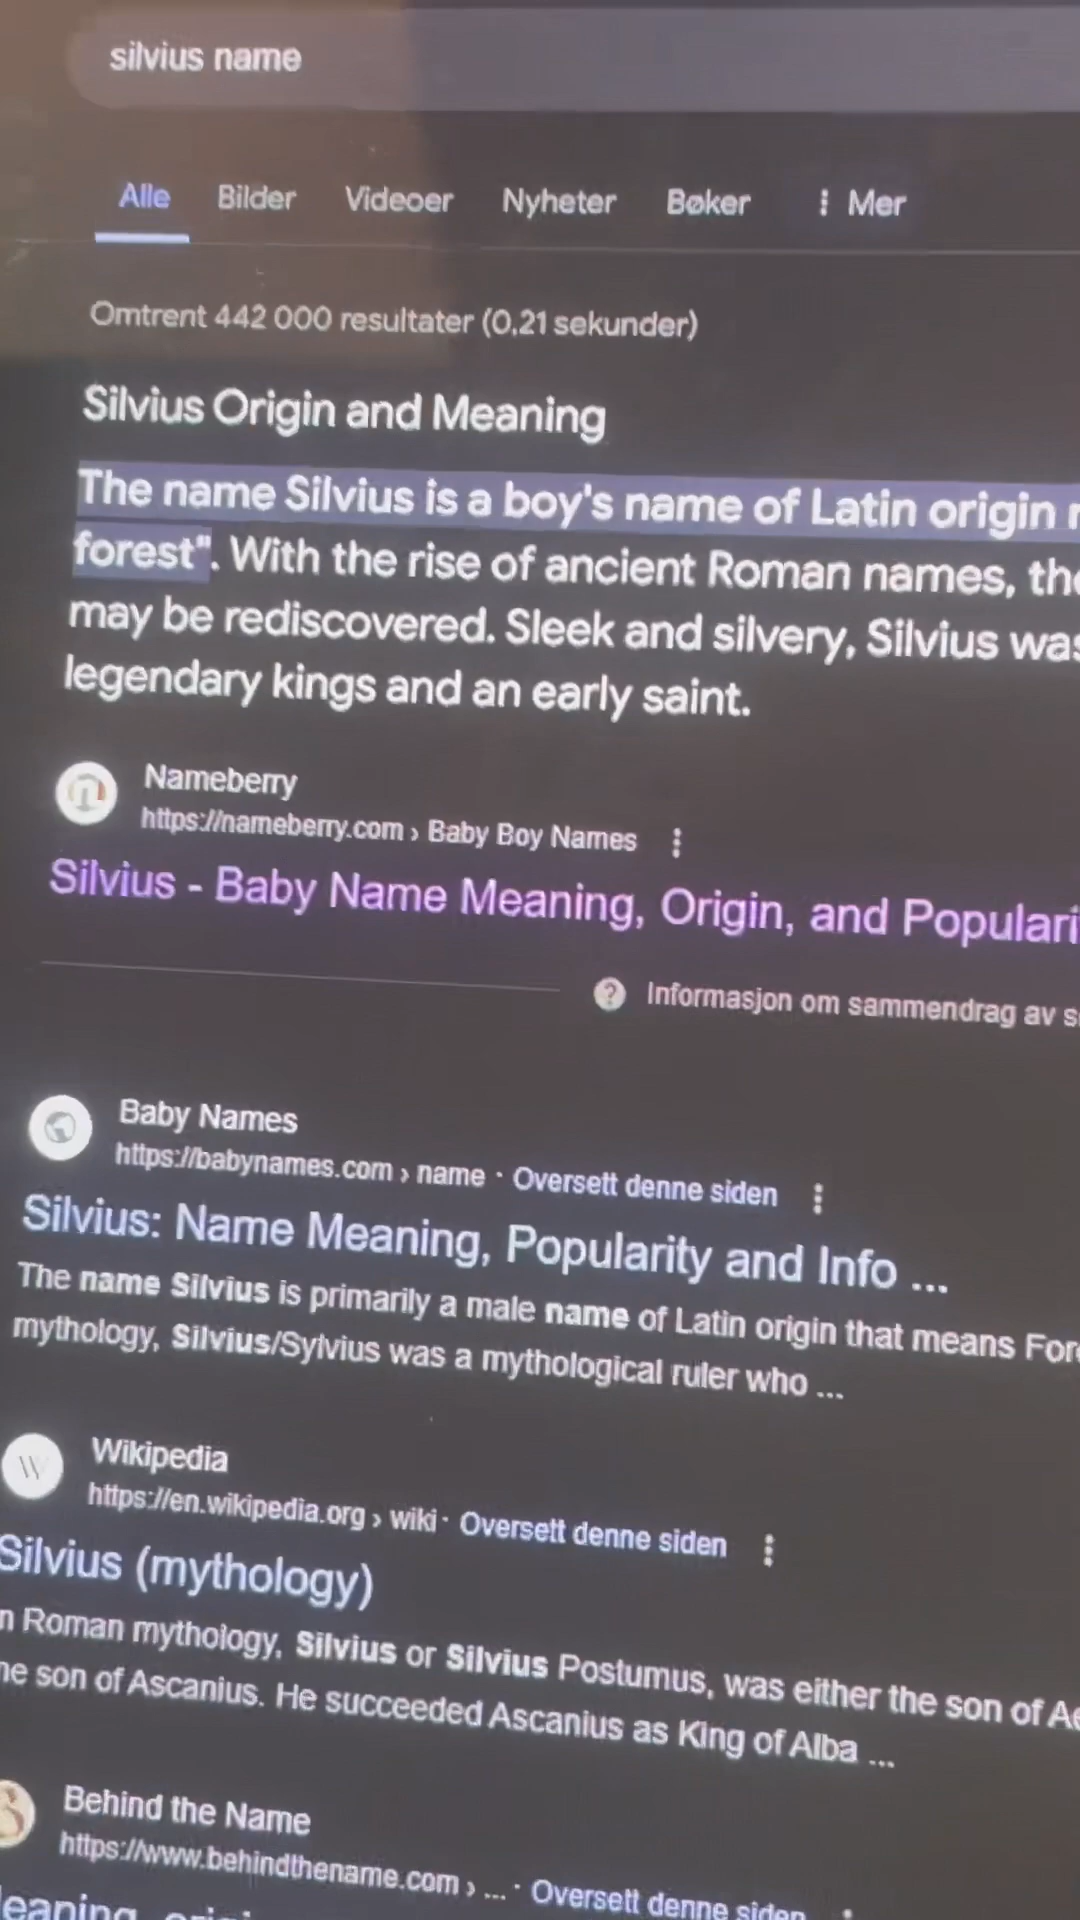 silvius name
Alle Bilder Videoer Nyheter Bøker Mer
Omtrent 442 000 resultater (0,21 sekunder)
Silvius Origin and Meaning
The name Silvius is a boy's name of Latin origin
forest". With the rise of ancient Roman names,
may be rediscovered. Sleek and silvery, Silvius was
legendary kings and an early saint.
Nameberry
https://nameberry.com › Baby Boy Names
Silvius - Baby Name Meaning, Origin, and Populari
Informasjon om sammendrag av
Baby Names
https://babynames.com › name · Oversett denne siden
Silvius: Name Meaning, Popularity and Info ...
The name Silvius is primarily a male name of Latin origin that means
mythology, Silvius/Sylvius was a mythological ruler who ...
Wikipedia
https://en.wikipedia.org › wiki · Oversett denne siden
Silvius (mythology)
n Roman mythology, Silvius or Silvius Postumus, was either the son of
he son of Ascanius. He succeeded Ascanius as King of Alba ...
Behind the Name
https://www.behindthename.com › ... · Oversett denne siden